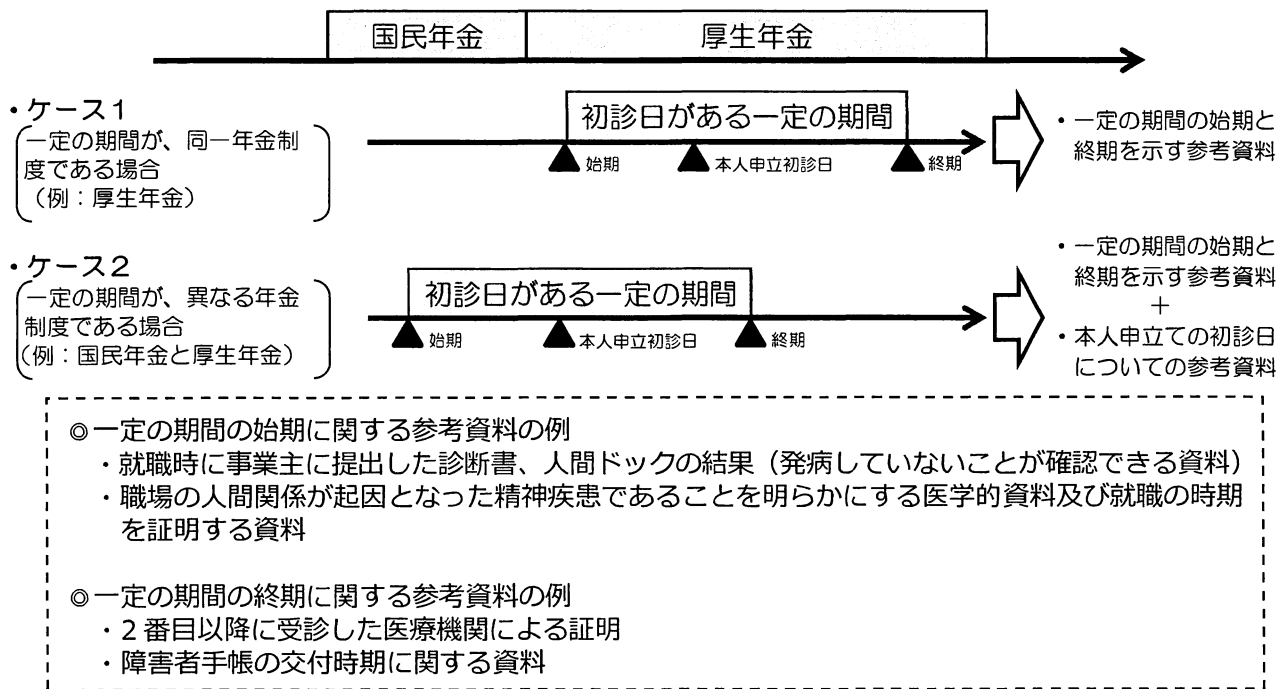 国民年金 厚生年金
・ケース1
一定の期間が、同一年金制
度である場合
(例:厚生年金)
初診日がある一定の期間
始期 本人申立初診日 終期
・一定の期間の始期と
終期を示す参考資料
・ケース2
一定の期間が、異なる年金
制度である場合
(例:国民年金と厚生年金)
初診日がある一定の期間
始期 本人申立初診日 終期
・一定の期間の始期と
終期を示す参考資料
+
・本人申立ての初診日
についての参考資料
◎一定の期間の始期に関する参考資料の例
・就職時に事業主に提出した診断書、人間ドックの結果(発病していないことが確認できる資料)
・職場の人間関係が起因となった精神疾患であることを明らかにする医学的資料及び就職の時期
を証明する資料
◎一定の期間の終期に関する参考資料の例
・2番目以降に受診した医療機関による証明
・障害者手帳の交付時期に関する資料